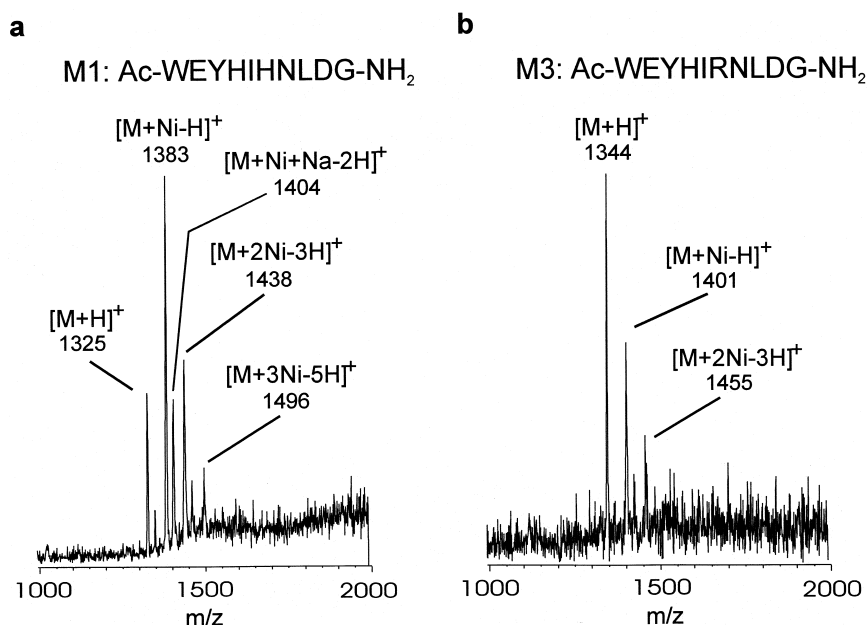 a
M1: Ac-WEYHIHNLDG-NH2
[M+Ni-H]+
1383
[M+Ni+Na-2H]+
1404
[M+2Ni-3H]+
1438
[M+H]+
1325
[M+3Ni-5H]+
1496
1000
1500
2000
m/z
b
M3: Ac-WEYHIRNLDG-NH2
[M+H]+
1344
[M+Ni-H]+
1401
[M+2Ni-3H]+
1455
1000
1500
2000
m/z